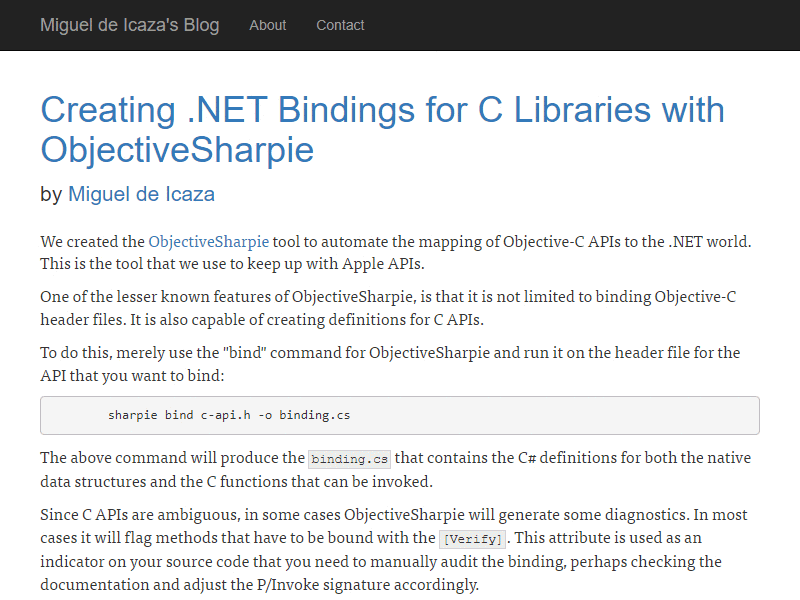 Miguel de Icaza's Blog About Contact
Creating .NET Bindings for C Libraries with
ObjectiveSharpie
by Miguel de Icaza
We created the ObjectiveSharpie tool to automate the mapping of Objective-C APIs to the .NET world.
This is the tool that we use to keep up with Apple APIs.
One of the lesser known features of ObjectiveSharpie, is that it is not limited to binding Objective-C
header files. It is also capable of creating definitions for C APIs.
To do this, merely use the "bind" command for ObjectiveSharpie and run it on the header file for the
API that you want to bind:
sharpie bind c-api.h -o binding.cs
The above command will produce the binding.cs that contains the C# definitions for both the native
data structures and the C functions that can be invoked.
Since C APIs are ambiguous, in some cases ObjectiveSharpie will generate some diagnostics. In most
cases it will flag methods that have to be bound with the [Verify]. This attribute is used as an
indicator on your source code that you need to manually audit the binding, perhaps checking the
documentation and adjust the P/Invoke signature accordingly.